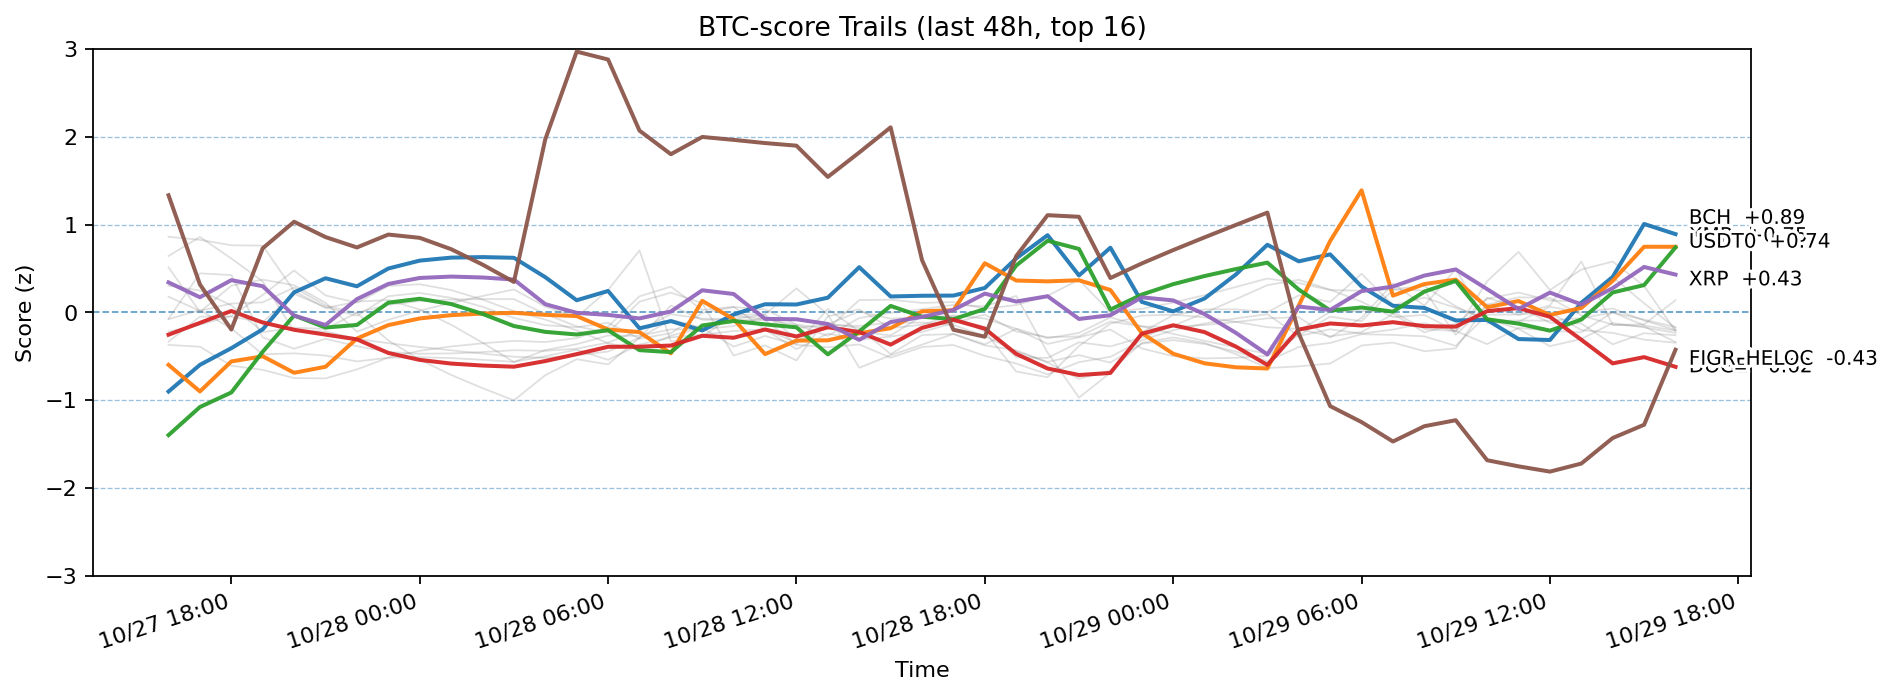 BTC-score Trails (last 48h, top 16)
Score (z)
3
2
1
0
−1
−2
−3
BCH +0.89
USDT0 +0.74
XRP +0.43
FIGR_HELOC -0.43
10/27 18:00
10/28 00:00
10/28 06:00
10/28 12:00
10/28 18:00
10/29 00:00
10/29 06:00
10/29 12:00
10/29 18:00
Time